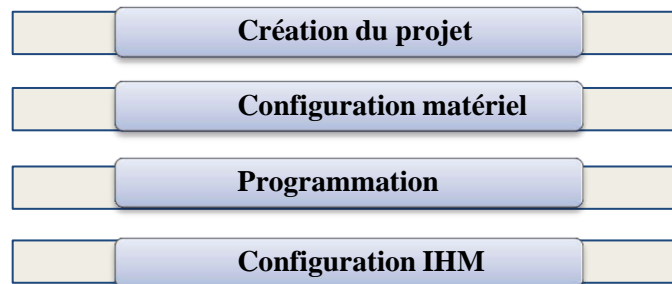 Création du projet
Configuration matériel
Programmation
Configuration IHM